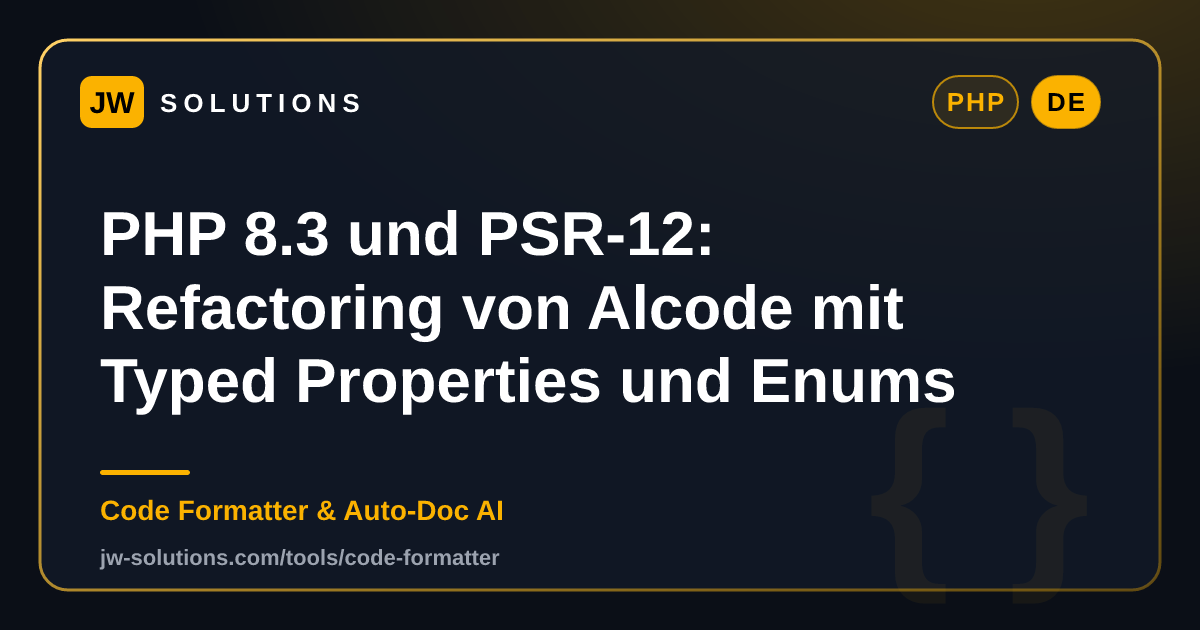 JW SOLUTIONS
PHP DE
PHP 8.3 und PSR-12:
Refactoring von Alcode mit
Typed Properties und Enums
Code Formatter & Auto-Doc AI
jw-solutions.com/tools/code-formatter
{ }